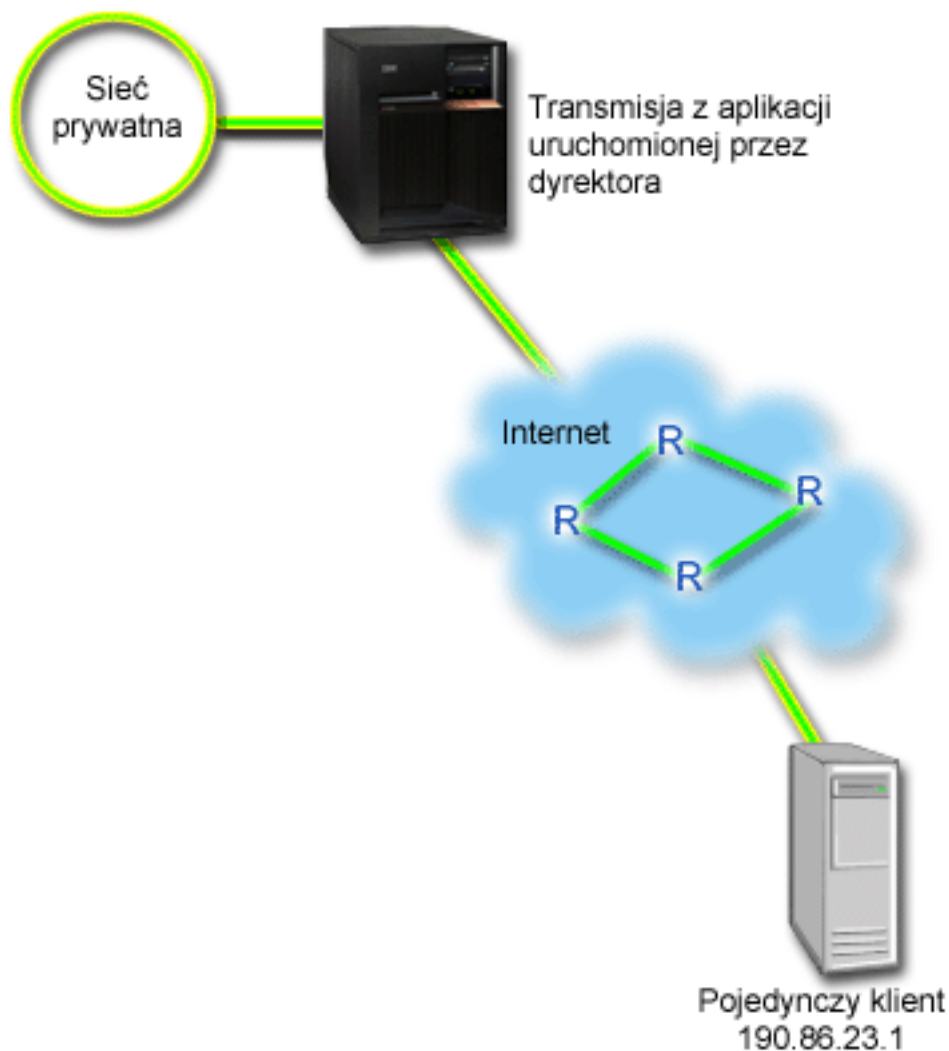 Sieć
prywatna
Transmisja z aplikacji
uruchomionej przez
dyrektora
Internet
R
R
R
R
Pojedynczy klient
190.86.23.1